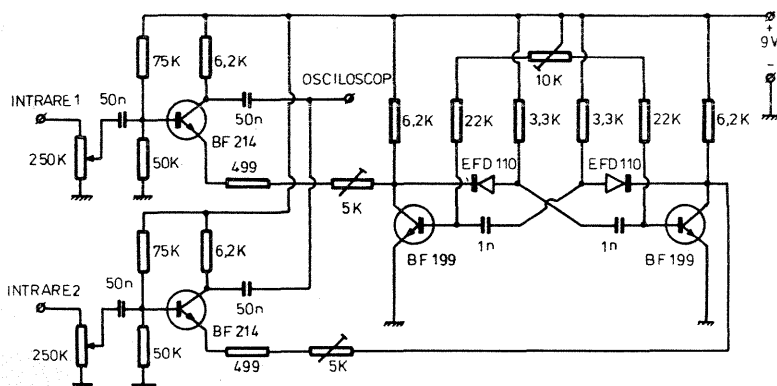 75K
6,2K
OSCILOSCOP
10K
+
9V
-
INTRARE 1
50n
50n
BF 214
250K
50K
499
5K
6,2K
22K
3,3K
3,3K
22K
6,2K
EFD 110
EFD 110
1n
1n
BF 199
BF 199
75K
6,2K
INTRARE 2
50n
50n
BF 214
250K
50K
499
5K